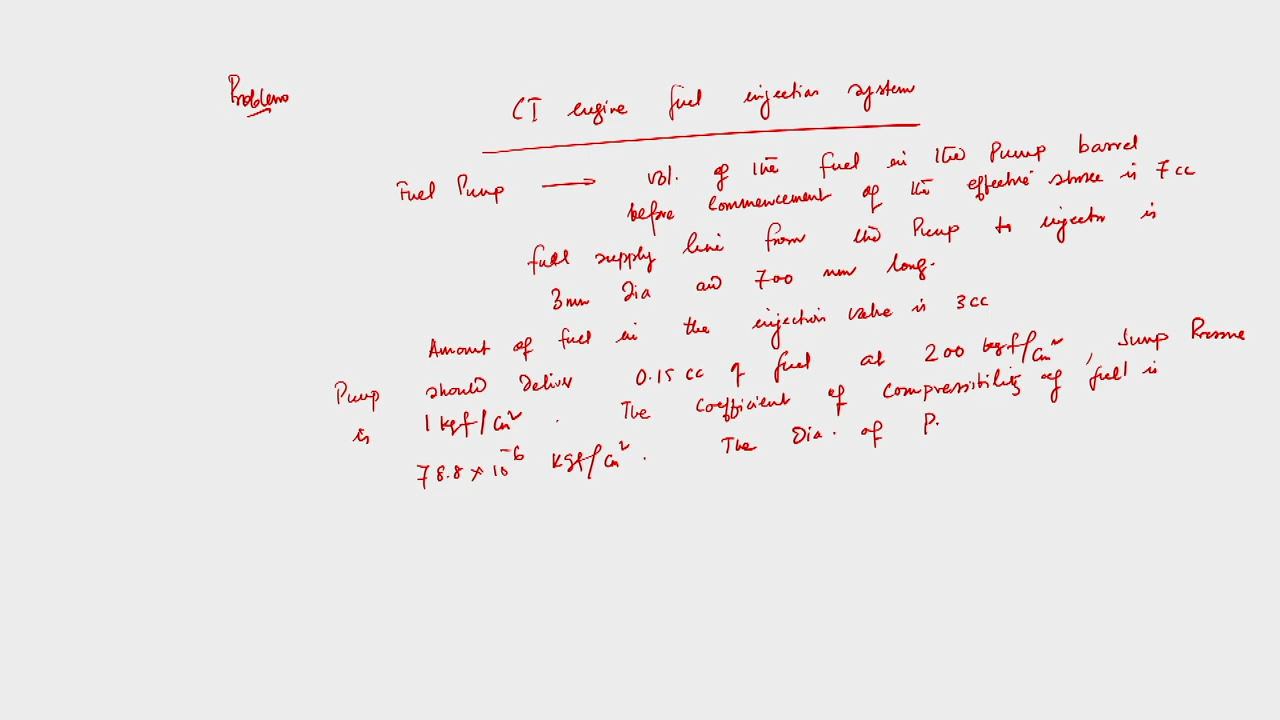 Problem
CI engine fuel injection system
Fuel Pump → vol. of the fuel in the Pump barrel
before commencement of the effective stroke is 7 cc
fuel supply line from the Pump to injector is
3mm Dia and 700 mm long.
Amount of fuel in the injection valve is 3 cc
Pump should deliver 0.15 cc of fuel at 200 kgf/cm², Sump Pressure
is 1 kgf/cm². The coefficient of compressibility of fuel is
78.8 × 10⁻⁶ kgf/cm². The Dia. of P.